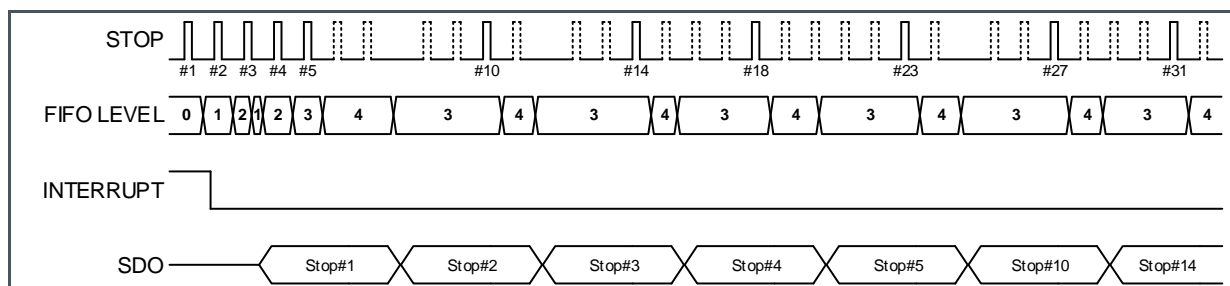 STOP
#1 #2 #3 #4 #5 #10 #14 #18 #23 #27 #31
FIFO LEVEL 0 1 2 1 2 3 4 3 4 3 4 3 4 3 4 3 4 3 4
INTERRUPT
SDO Stop#1 Stop#2 Stop#3 Stop#4 Stop#5 Stop#10 Stop#14